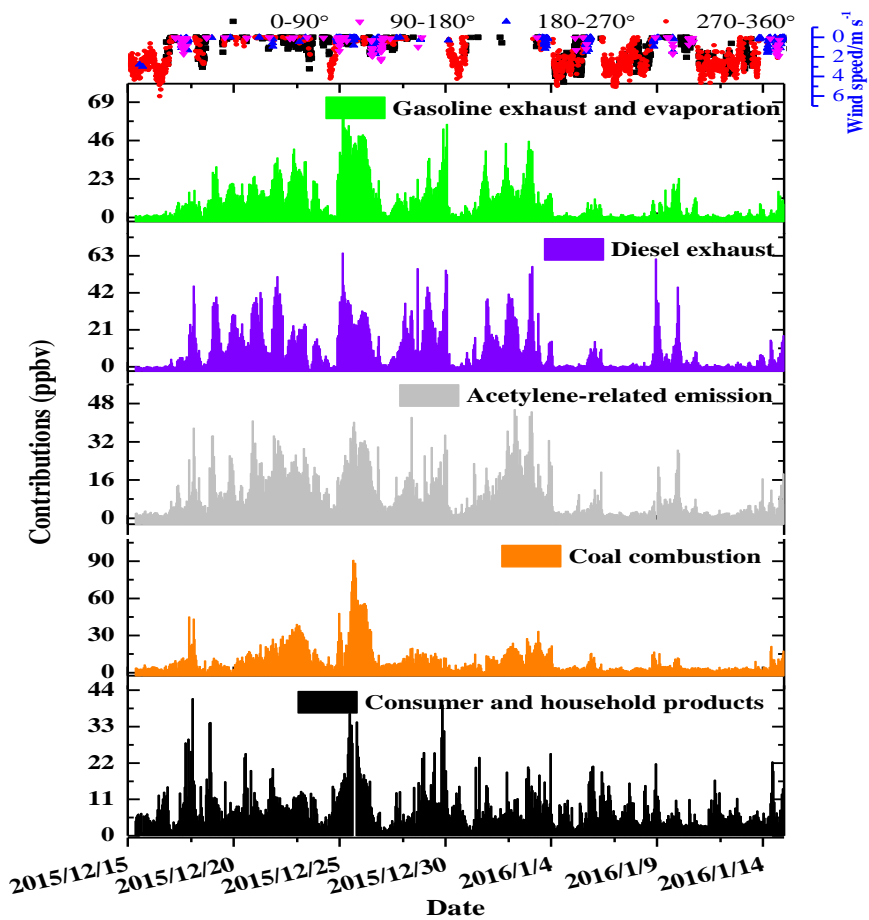 0-90° 90-180° 180-270° 270-360°
0
2
4
6
Wind speed/m s⁻¹
Contributions (ppbv)
Gasoline exhaust and evaporation
69
46
23
0
Diesel exhaust
63
42
21
0
Acetylene-related emission
48
32
16
0
Coal combustion
90
60
30
0
Consumer and household products
44
33
22
11
0
2015/12/15 2015/12/20 2015/12/25 2015/12/30 2016/1/4 2016/1/9 2016/1/14
Date